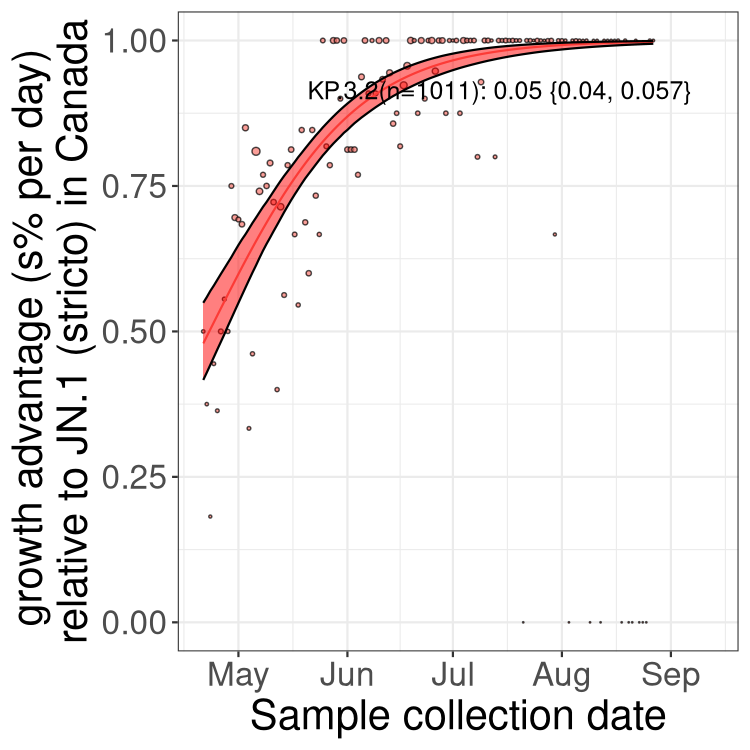 growth advantage (s% per day)
relative to JN.1 (stricto) in Canada
1.00
0.75
0.50
0.25
0.00
KP.3.2(n=1011): 0.05 {0.04, 0.057}
May Jun Jul Aug Sep
Sample collection date